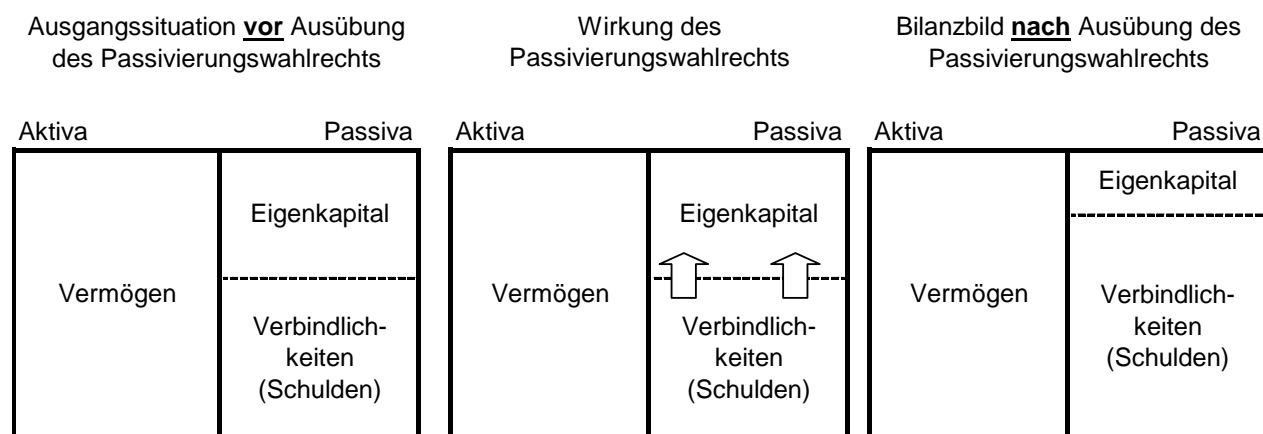 Ausgangssituation vor Ausübung
des Passivierungswahlrechts
Wirkung des
Passivierungswahlrechts
Bilanzbild nach Ausübung des
Passivierungswahlrechts
Aktiva Passiva
Vermögen
Eigenkapital
Verbindlich-
keiten
(Schulden)
Aktiva Passiva
Vermögen
Eigenkapital
Verbindlich-
keiten
(Schulden)
Aktiva Passiva
Vermögen
Eigenkapital
Verbindlich-
keiten
(Schulden)